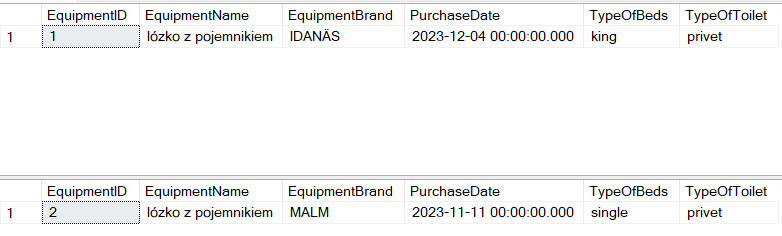 EquipmentID EquipmentName EquipmentBrand PurchaseDate TypeOfBeds TypeOfToilet
1 1 lózko z pojemnikiem IDANÄS 2023-12-04 00:00:00.000 king privet
EquipmentID EquipmentName EquipmentBrand PurchaseDate TypeOfBeds TypeOfToilet
1 2 lózko z pojemnikiem MALM 2023-11-11 00:00:00.000 single privet